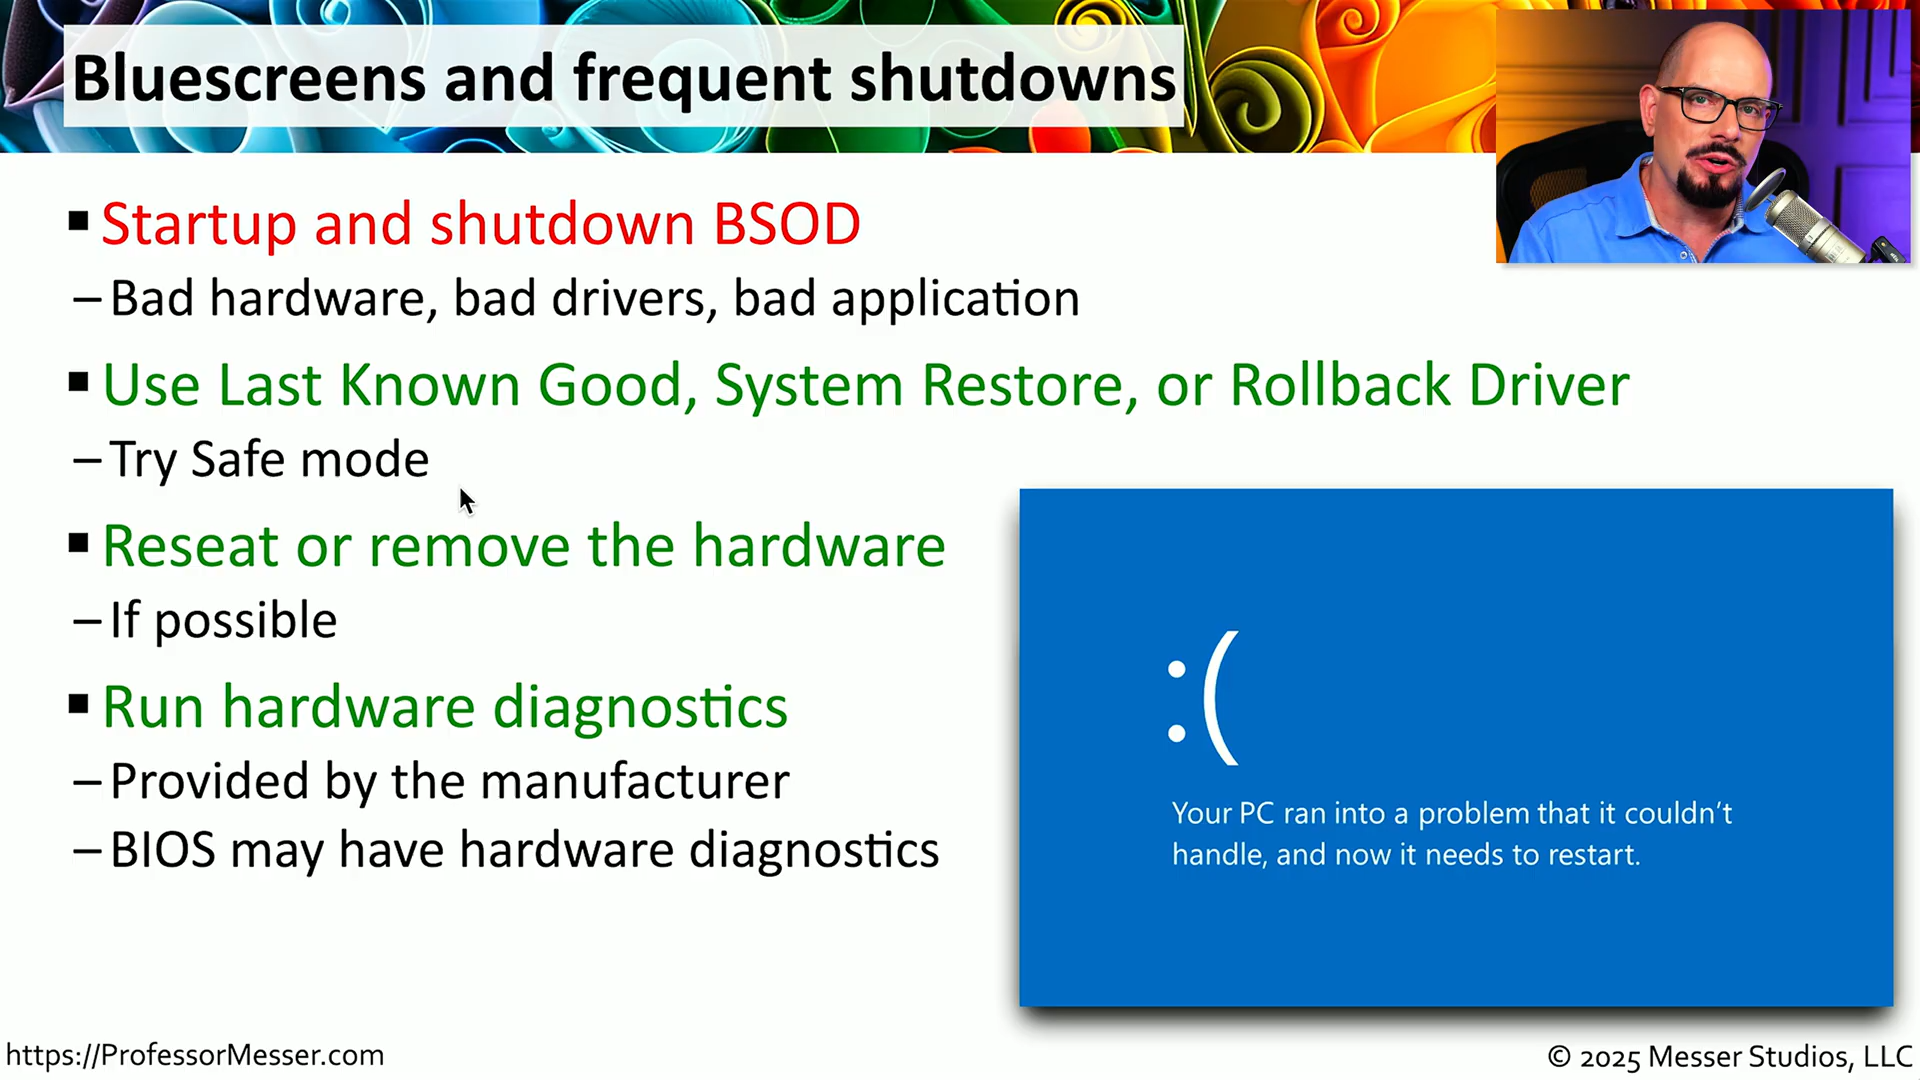 Bluescreens and frequent shutdowns
Startup and shutdown BSOD
– Bad hardware, bad drivers, bad application
Use Last Known Good, System Restore, or Rollback Driver
– Try Safe mode
Reseat or remove the hardware
– If possible
Run hardware diagnostics
– Provided by the manufacturer
– BIOS may have hardware diagnostics
:(
Your PC ran into a problem that it couldn't
handle, and now it needs to restart.
https://ProfessorMesser.com
© 2025 Messer Studios, LLC